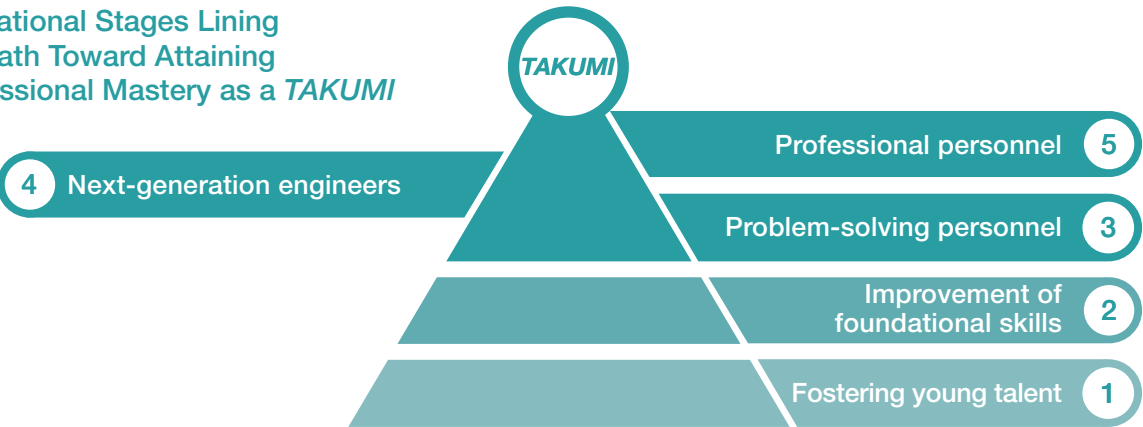 ational Stages Lining
ath Toward Attaining
ssional Mastery as a TAKUMI
TAKUMI
Professional personnel 5
4 Next-generation engineers
Problem-solving personnel 3
Improvement of
foundational skills 2
Fostering young talent 1